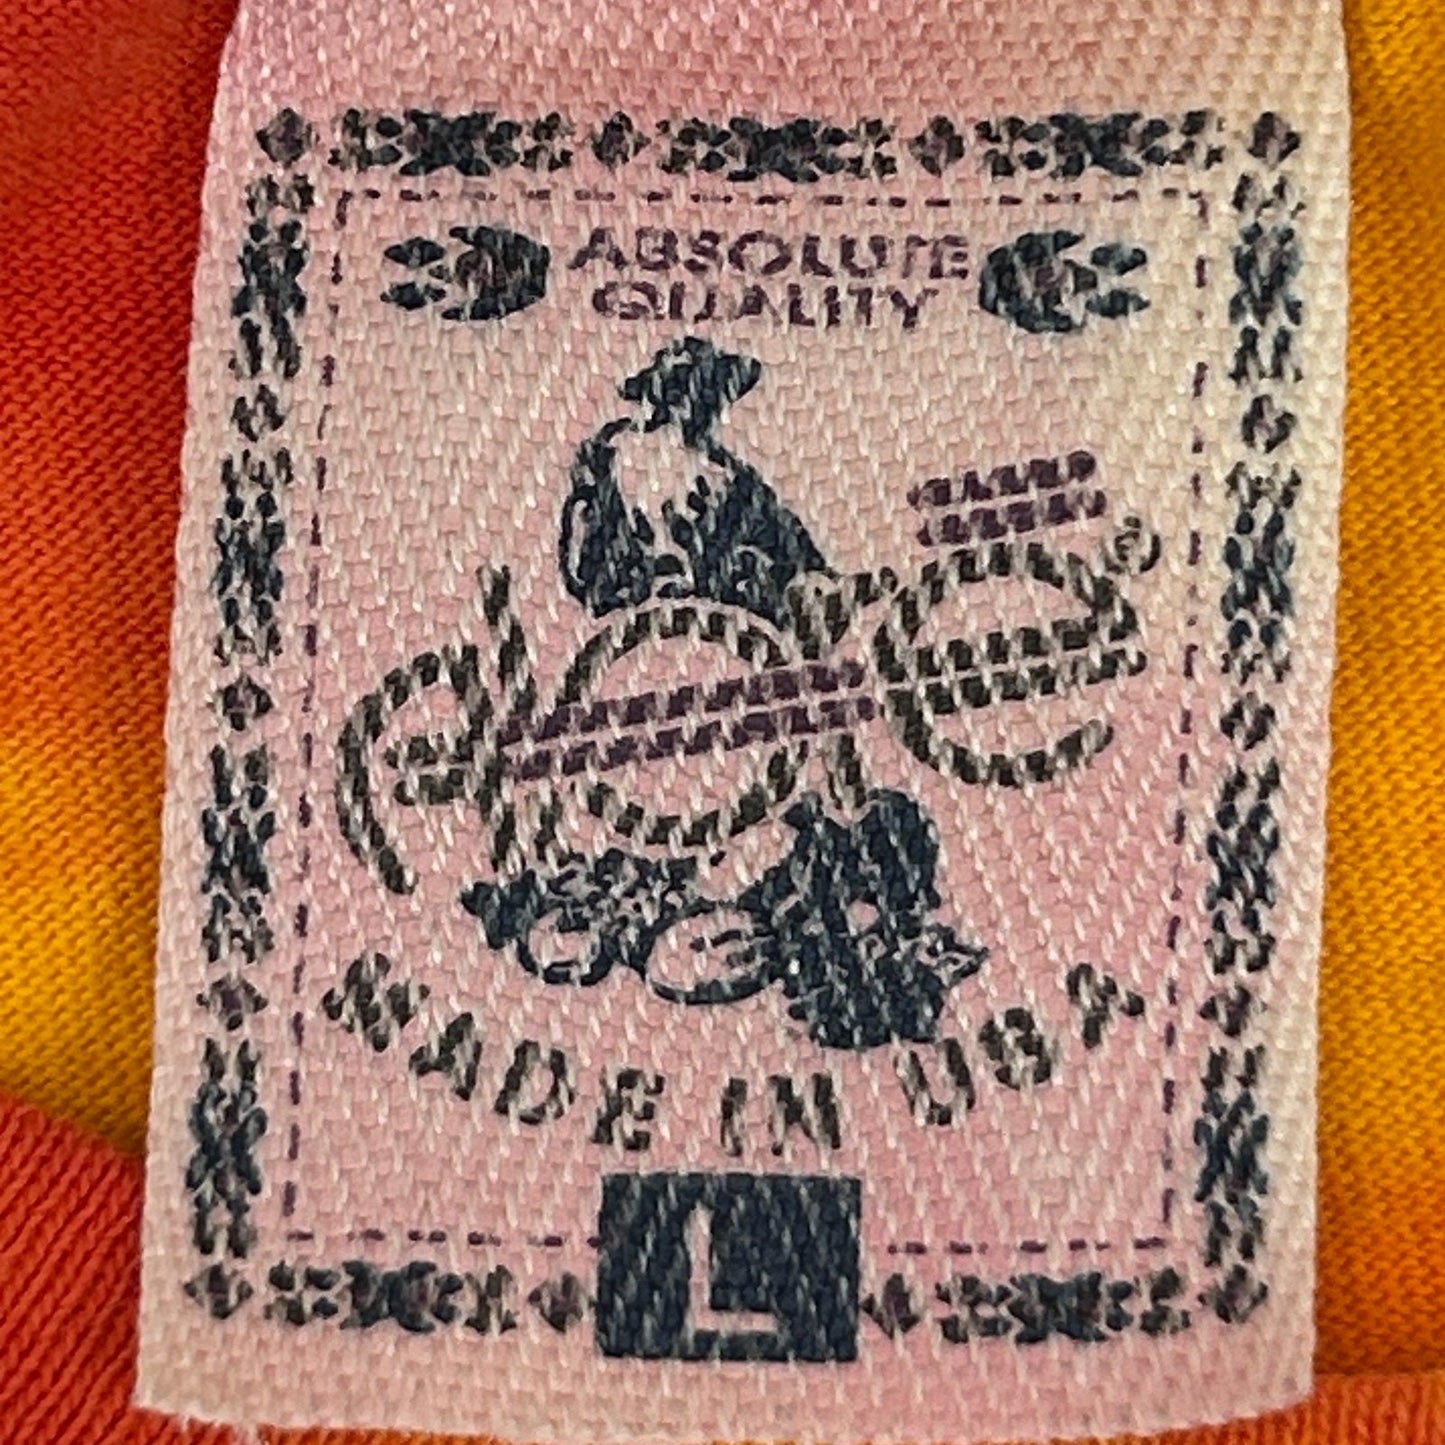 ABSOLUTE
QUALITY
®
MADE IN USA
L